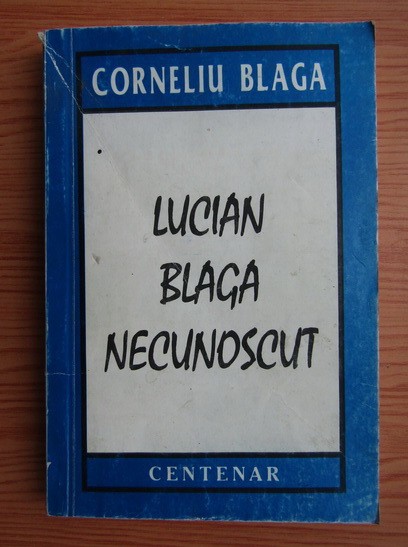 CORNELIU BLAGA
LUCIAN
BLAGA
NECUNOSCUT
CENTENAR